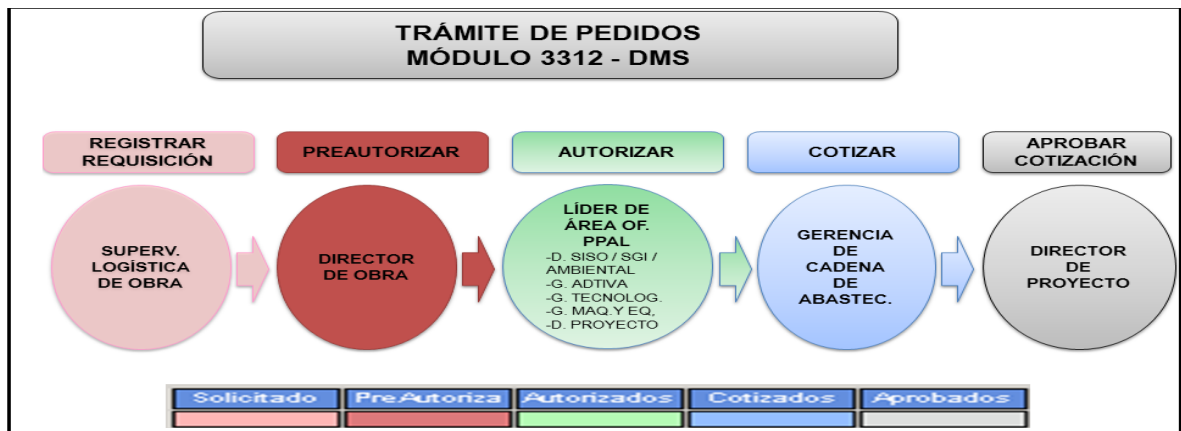 TRÁMITE DE PEDIDOS
MÓDULO 3312 - DMS
REGISTRAR
REQUISICIÓN
PREAUTORIZAR
AUTORIZAR
COTIZAR
APROBAR
COTIZACIÓN
SUPERV.
LOGÍSTICA
DE OBRA
DIRECTOR
DE OBRA
LÍDER DE
ÁREA OF.
PPAL
-D. SISO / SGI /
AMBIENTAL
-G. ADTIVA
-G. TECNOLOG.
-G. MAQ.Y EQ,
-D. PROYECTO
GERENCIA
DE
CADENA
DE
ABASTEC.
DIRECTOR
DE
PROYECTO
Solicitado PreAutoriza Autorizados Cotizados Aprobados